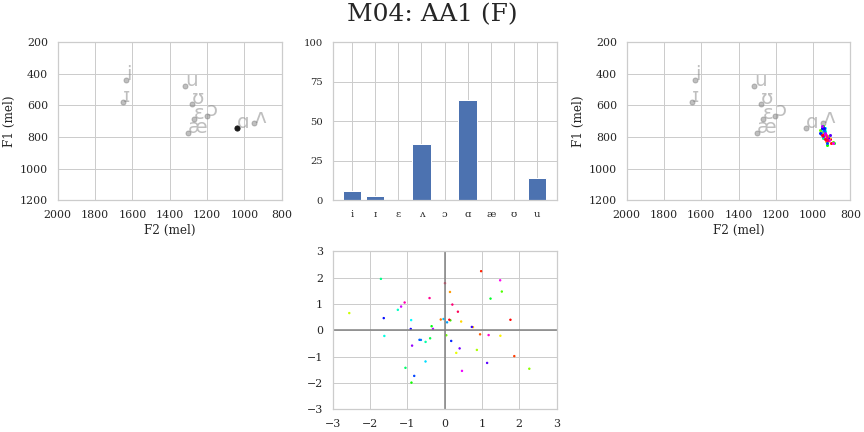 M04: AA1 (F)
200
400
600
800
1000
1200
F1 (mel)
2000 1800 1600 1400 1200 1000 800
F2 (mel)
i
ɪ
u
ʊ
ɛ
ɔ
æ
ɑ
ʌ
100
75
50
25
0
i ɪ ɛ ʌ ɔ ɑ æ ʊ u
200
400
600
800
1000
1200
F1 (mel)
2000 1800 1600 1400 1200 1000 800
F2 (mel)
i
ɪ
u
ʊ
ɛ
ɔ
æ
ɑ
ʌ
3
2
1
0
−1
−2
−3
−3 −2 −1 0 1 2 3